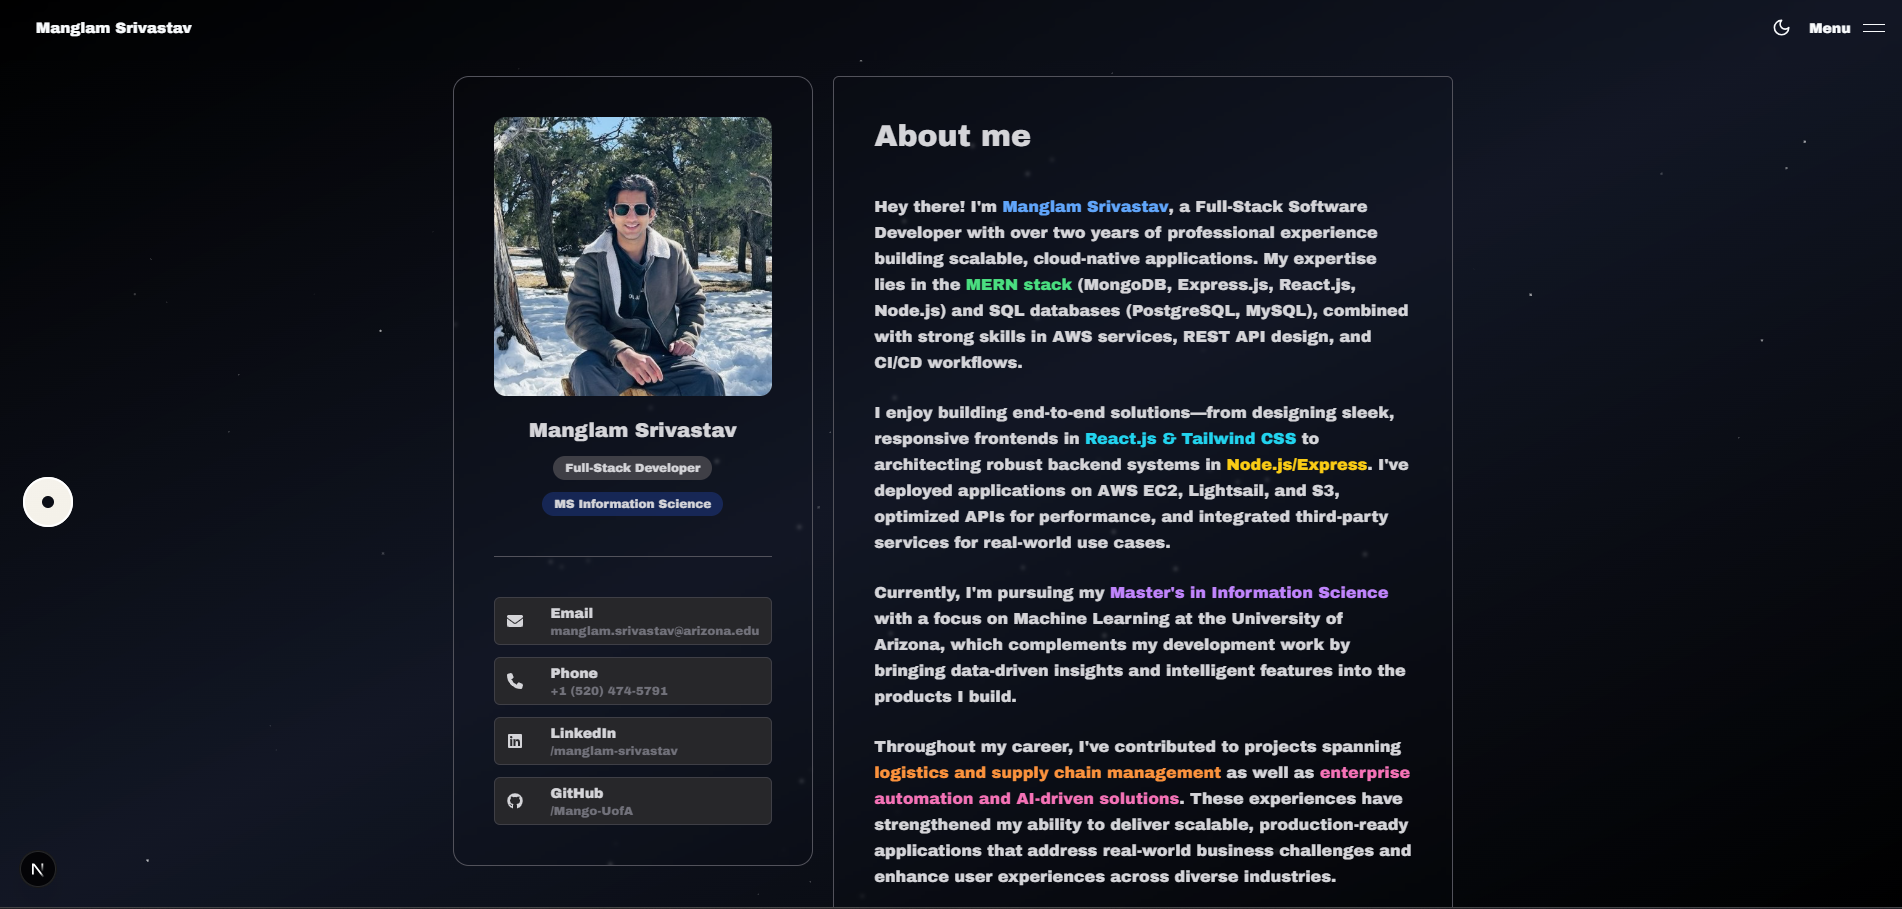 Manglam Srivastav
Menu
Manglam Srivastav
Full-Stack Developer
MS Information Science
Email
manglam.srivastav@arizona.edu
Phone
+1 (520) 474-5791
LinkedIn
/manglam-srivastav
GitHub
/Mango-UofA
N
About me
Hey there! I'm Manglam Srivastav, a Full-Stack Software
Developer with over two years of professional experience
building scalable, cloud-native applications. My expertise
lies in the MERN stack (MongoDB, Express.js, React.js,
Node.js) and SQL databases (PostgreSQL, MySQL), combined
with strong skills in AWS services, REST API design, and
CI/CD workflows.
I enjoy building end-to-end solutions—from designing sleek,
responsive frontends in React.js & Tailwind CSS to
architecting robust backend systems in Node.js/Express. I've
deployed applications on AWS EC2, Lightsail, and S3,
optimized APIs for performance, and integrated third-party
services for real-world use cases.
Currently, I'm pursuing my Master's in Information Science
with a focus on Machine Learning at the University of
Arizona, which complements my development work by
bringing data-driven insights and intelligent features into the
products I build.
Throughout my career, I've contributed to projects spanning
logistics and supply chain management as well as enterprise
automation and AI-driven solutions. These experiences have
strengthened my ability to deliver scalable, production-ready
applications that address real-world business challenges and
enhance user experiences across diverse industries.